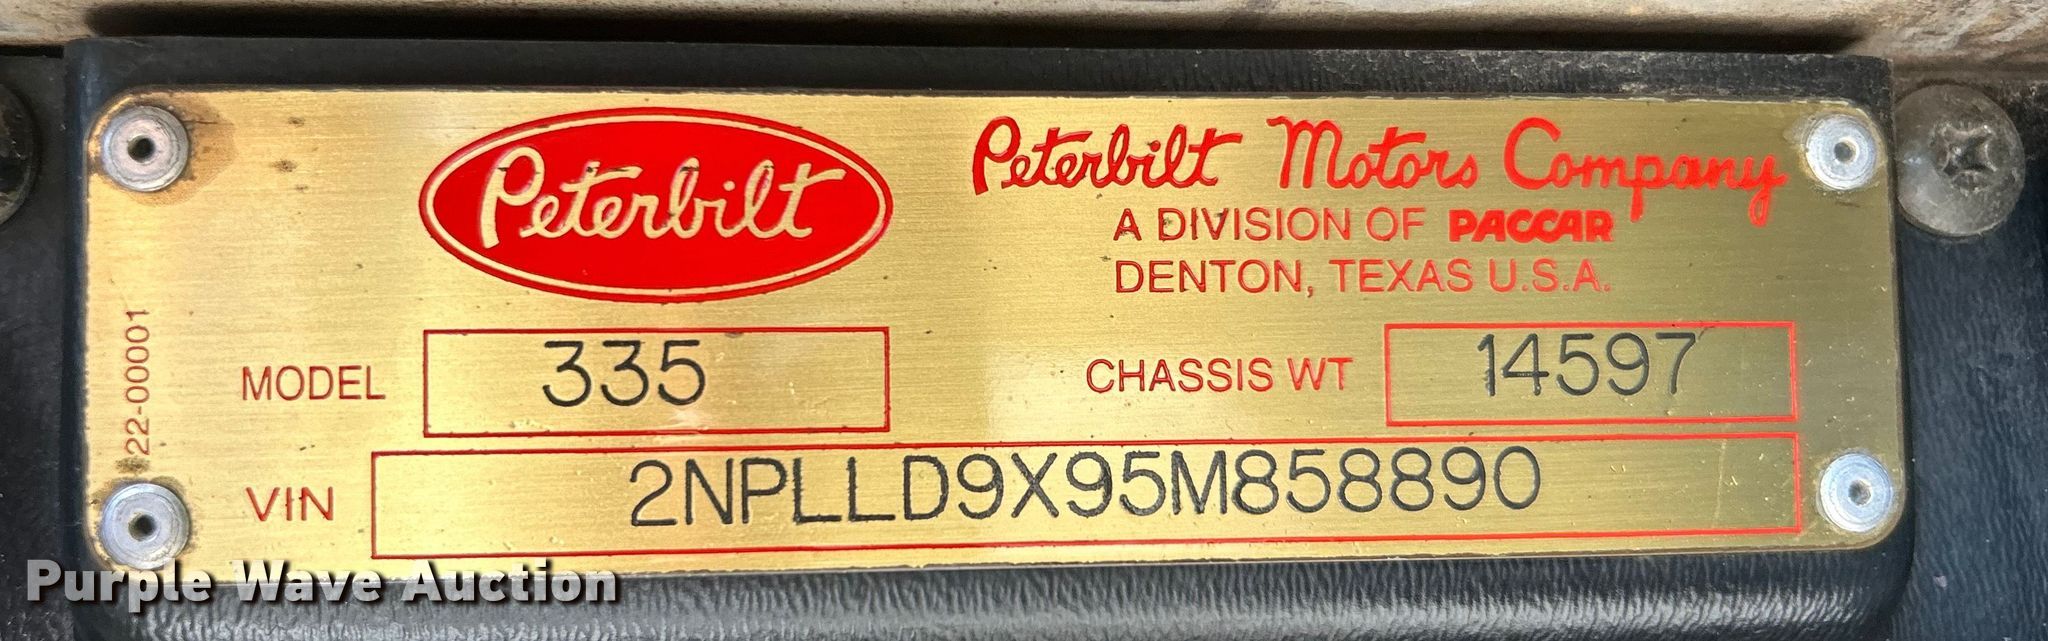 Peterbilt
Peterbilt Motors Company
A DIVISION OF PACCAR
DENTON, TEXAS U.S.A.
22-00001
MODEL 335
CHASSIS WT 14597
VIN 2NPLLD9X95M858890
Purple Wave Auction